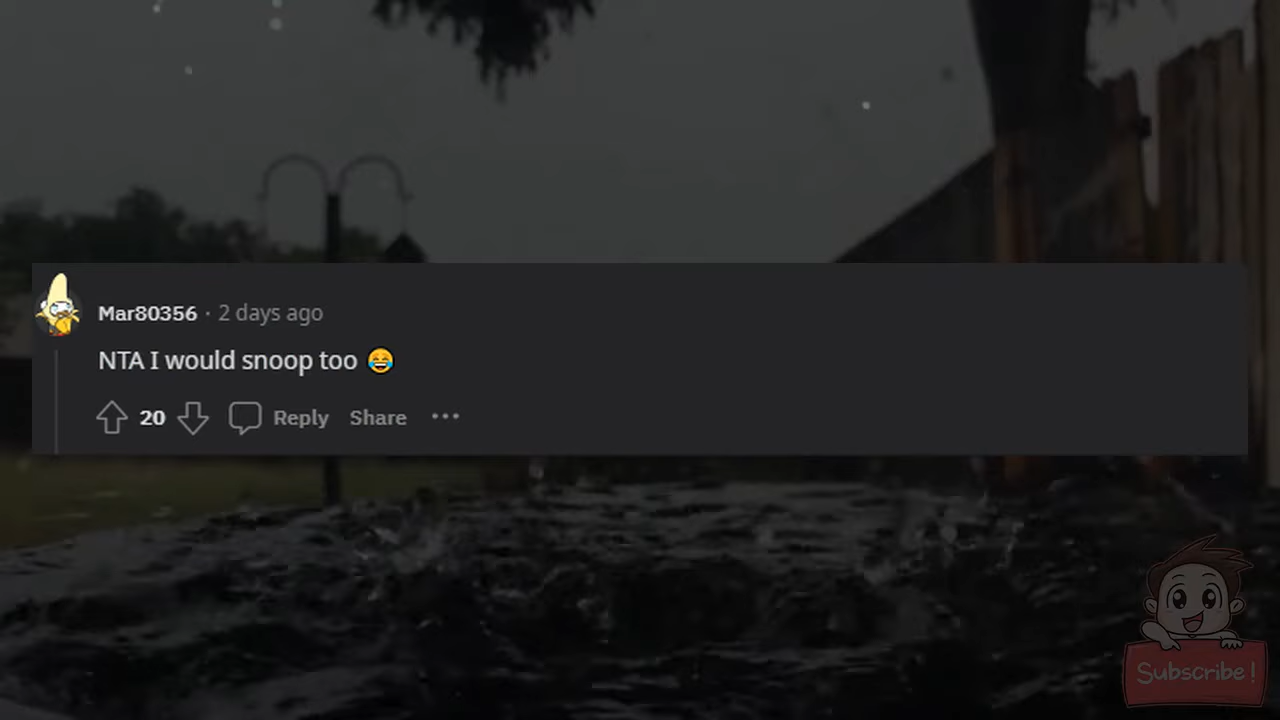 Mar80356 · 2 days ago
NTA I would snoop too 😂
20 Reply Share ···
Subscribe!